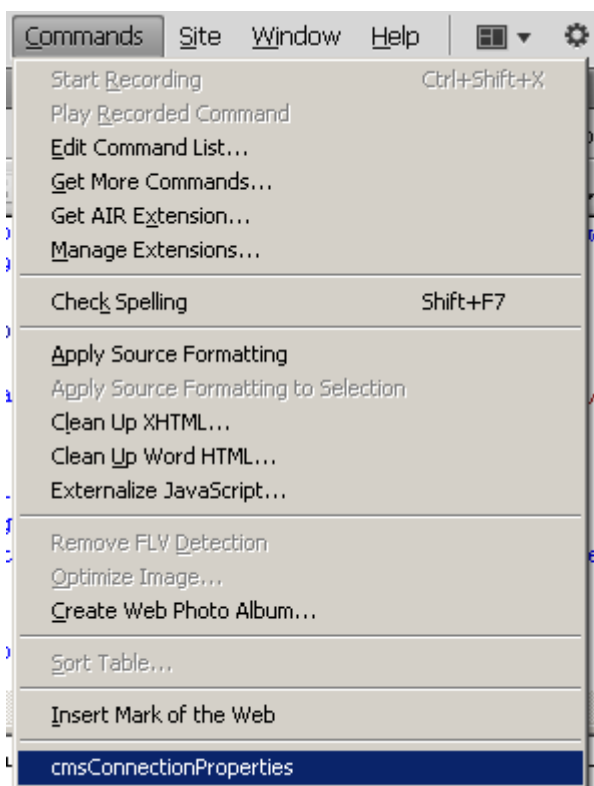 Commands Site Window Help
Start Recording Ctrl+Shift+X
Play Recorded Command
Edit Command List...
Get More Commands...
Get AIR Extension...
Manage Extensions...
Check Spelling Shift+F7
Apply Source Formatting
Apply Source Formatting to Selection
Clean Up XHTML...
Clean Up Word HTML...
Externalize JavaScript...
Remove FLV Detection
Optimize Image...
Create Web Photo Album...
Sort Table...
Insert Mark of the Web
cmsConnectionProperties